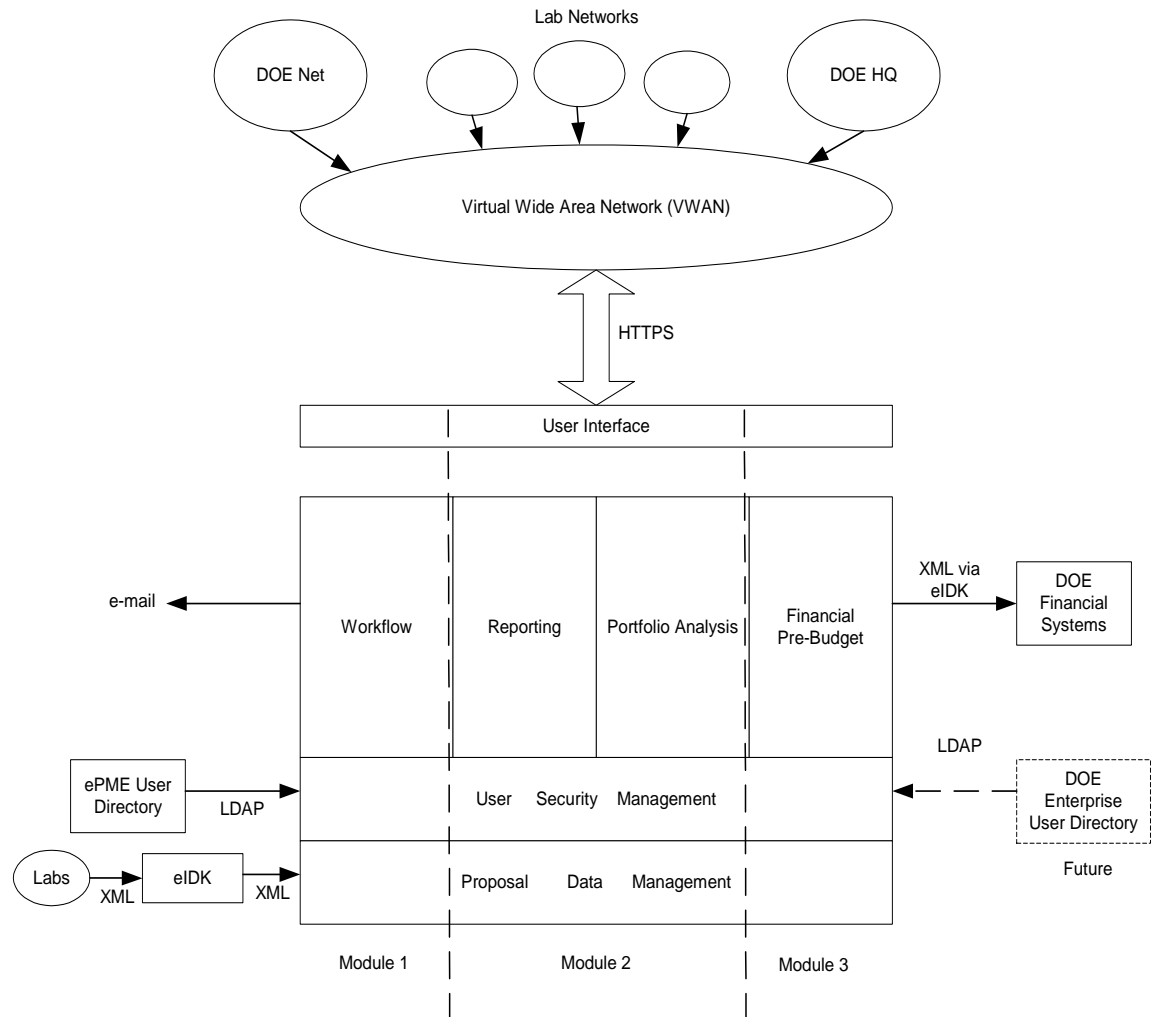 Lab Networks
DOE Net
DOE HQ
Virtual Wide Area Network (VWAN)
HTTPS
User Interface
e-mail
Workflow
Reporting
Portfolio Analysis
Financial
Pre-Budget
XML via
eIDK
DOE
Financial
Systems
ePME User
Directory
LDAP
User Security Management
LDAP
DOE
Enterprise
User Directory
Future
Labs
XML
eIDK
XML
Proposal Data Management
Module 1
Module 2
Module 3